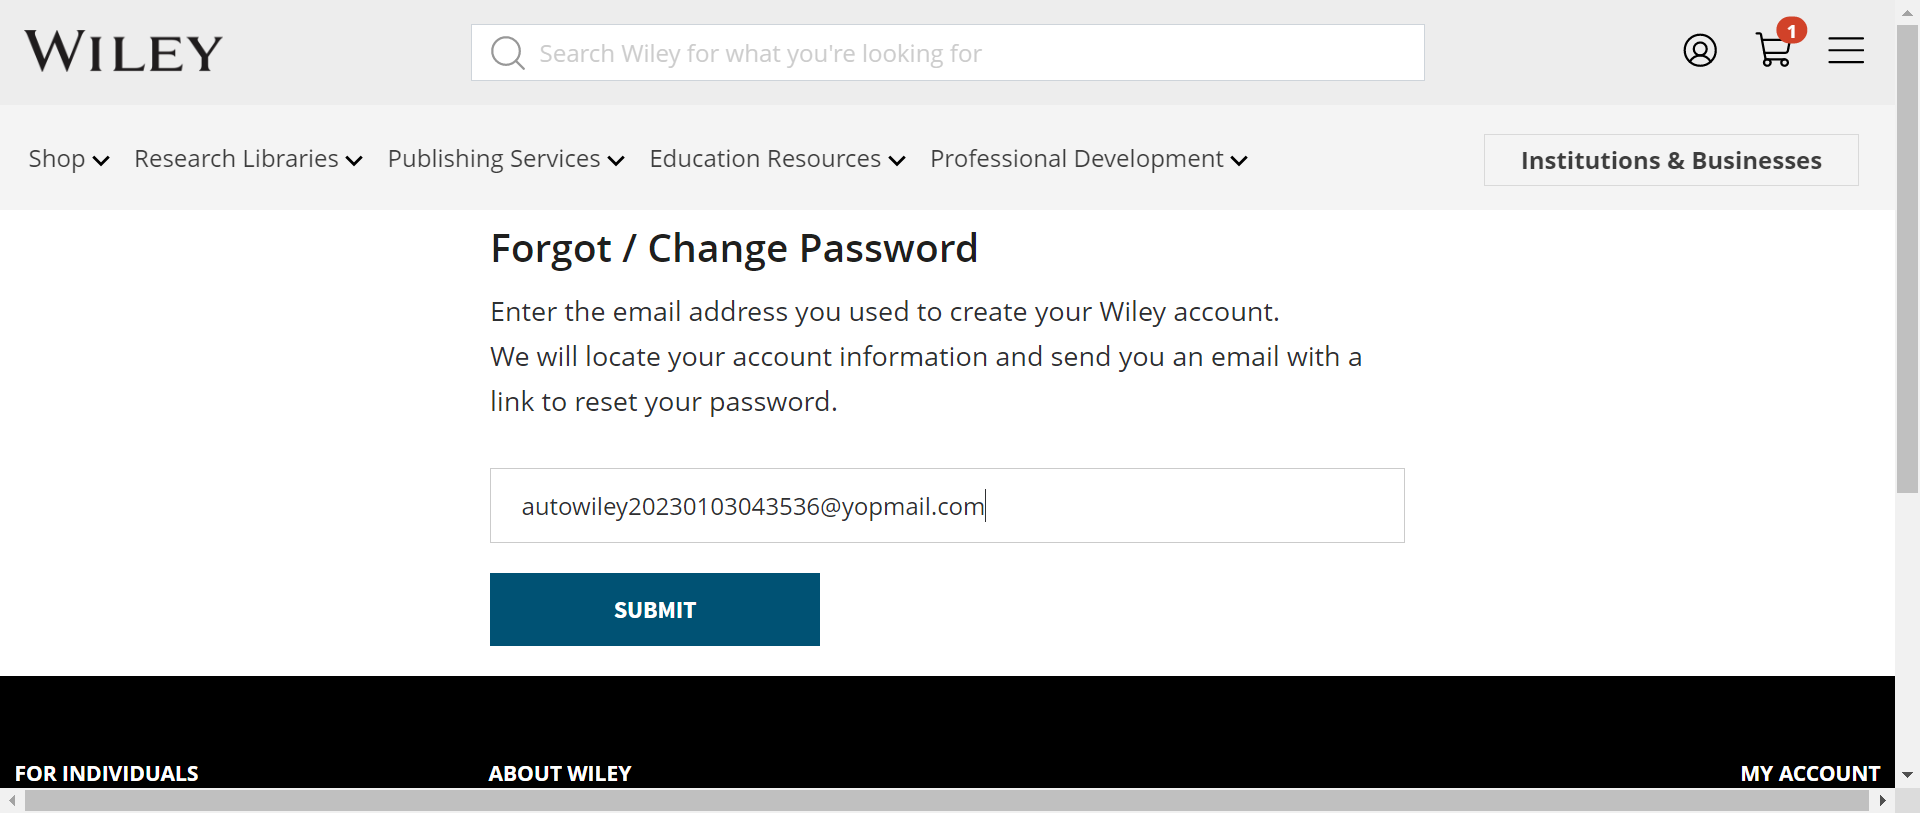 WILEY
Search Wiley for what you're looking for
1
Shop Research Libraries Publishing Services Education Resources Professional Development Institutions & Businesses
Forgot / Change Password
Enter the email address you used to create your Wiley account.
We will locate your account information and send you an email with a
link to reset your password.
autowiley20230103043536@yopmail.com
SUBMIT
FOR INDIVIDUALS ABOUT WILEY MY ACCOUNT